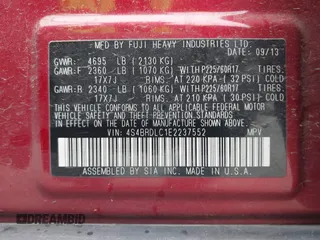 MFD BY FUJI HEAVY INDUSTRIES LTD.
DATE: 09/13
GVWR: 4695 LB (2130 KG)
GAWR:F 2360 LB (1070 KG) WITH P225/60R17 TIRES.
17X7J RIMS. AT 220 KPA (32 PSI) COLD
GAWR:R 2340 LB (1060 KG) WITH P225/60R17 TIRES.
17X7J RIMS. AT 210 KPA (30 PSI) COLD
THIS VEHICLE CONFORMS TO ALL APPLICABLE FEDERAL
MOTOR VEHICLE SAFETY AND THEFT PREVENTION
STANDARDS IN EFFECT ON THE DATE OF MANUFACTURE
SHOWN ABOVE.
VIN: 4S4BRDLC1E2237552 MPV
ASSEMBLED BY SIA INC. MADE IN U.S.A.
DREAMBID